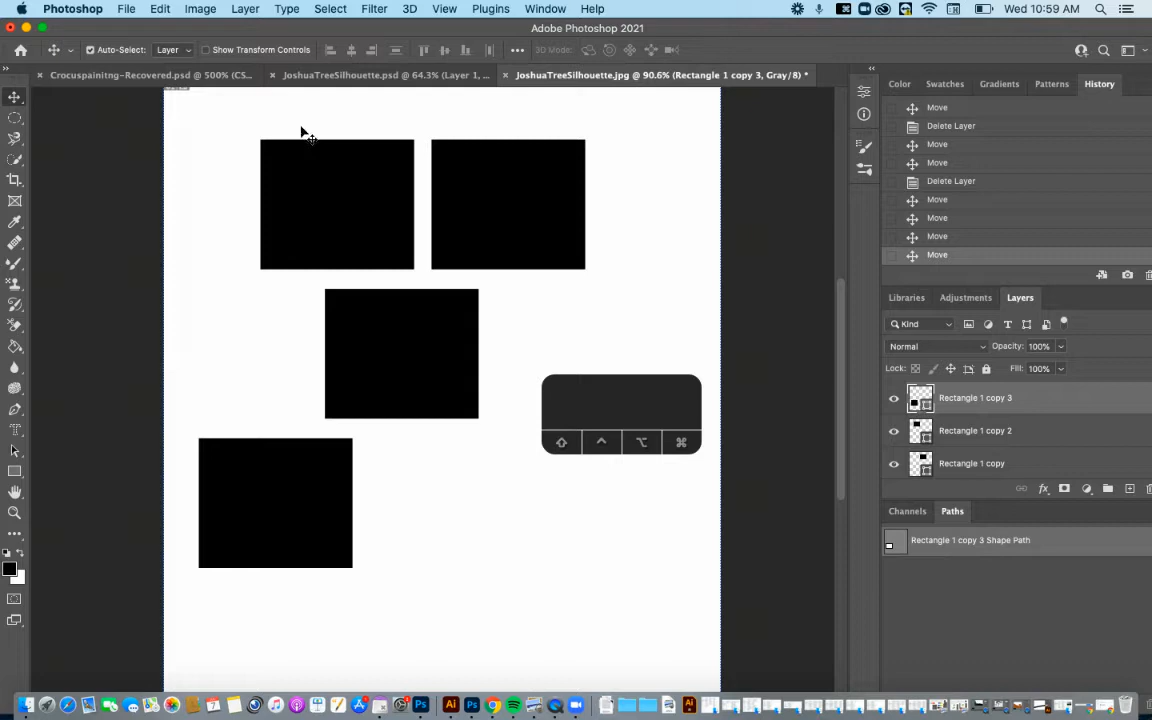 Photoshop File Edit Image Layer Type Select Filter 3D View Plugins Window Help Wed 10:59 AM
Adobe Photoshop 2021
Auto-Select: Layer Show Transform Controls 3D Mode:
Crocuspainitng-Recovered.psd @ 500% (CS... JoshuaTreeSilhouette.psd @ 64.3% (Layer 1, ... JoshuaTreeSilhouette.jpg @ 90.6% (Rectangle 1 copy 3, Gray/8) *
Color Swatches Gradients Patterns History
Move
Delete Layer
Move
Move
Delete Layer
Move
Move
Move
Move
Libraries Adjustments Layers
Kind
Normal Opacity: 100%
Lock: Fill: 100%
Rectangle 1 copy 3
Rectangle 1 copy 2
Rectangle 1 copy
Channels Paths
Rectangle 1 copy 3 Shape Path